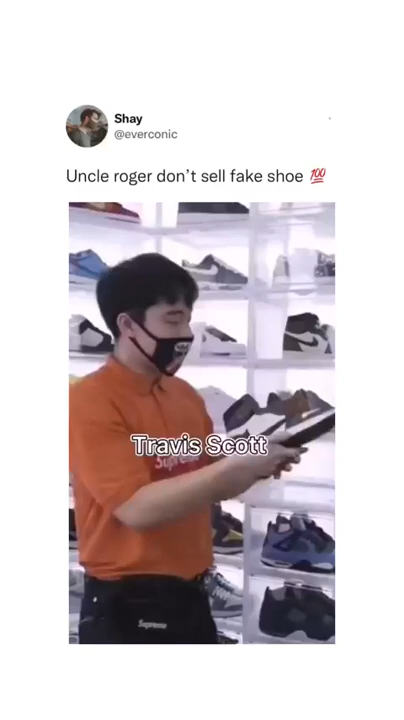 Shay
@everconic
Uncle roger don't sell fake shoe 💯
Travis Scott
Supreme